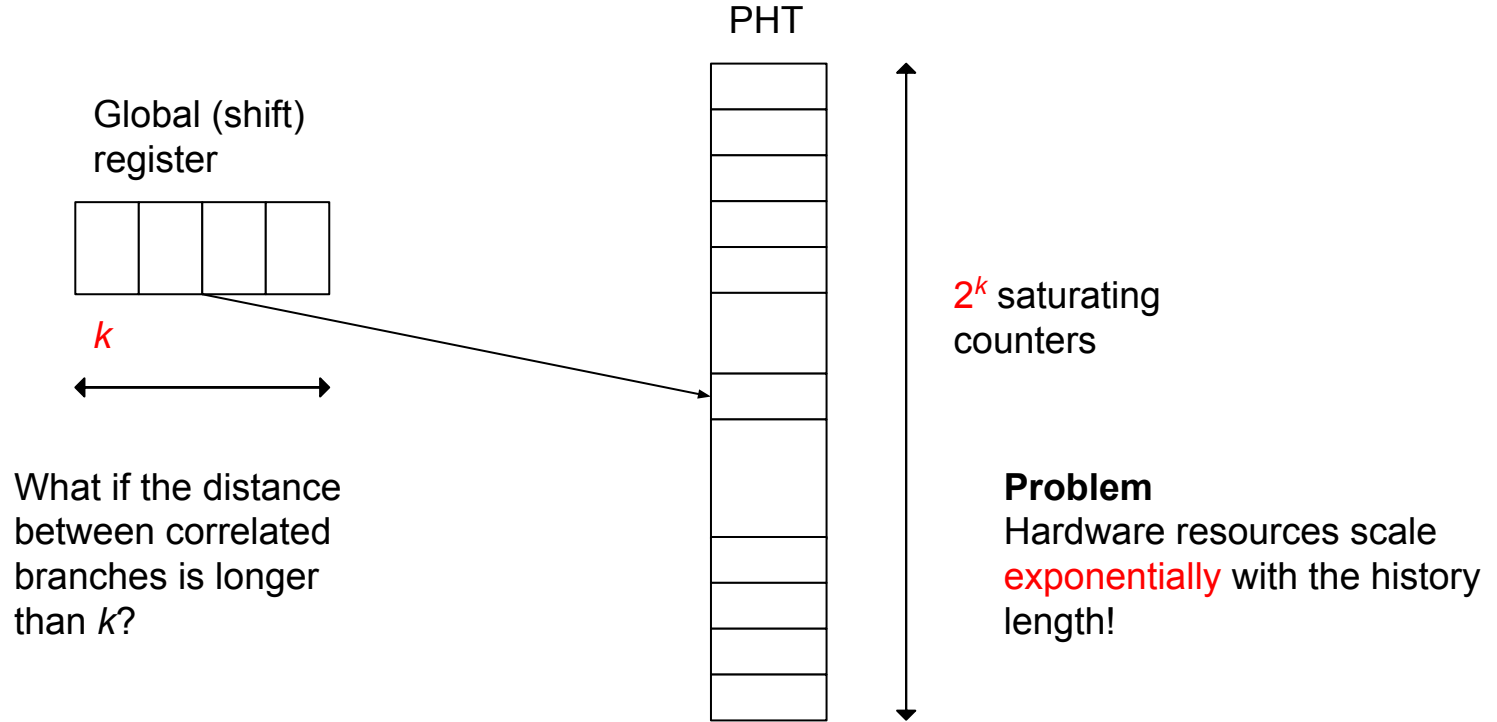 PHT
Global (shift)
register
k
2^k saturating
counters
What if the distance
between correlated
branches is longer
than k?
Problem
Hardware resources scale
exponentially with the history
length!